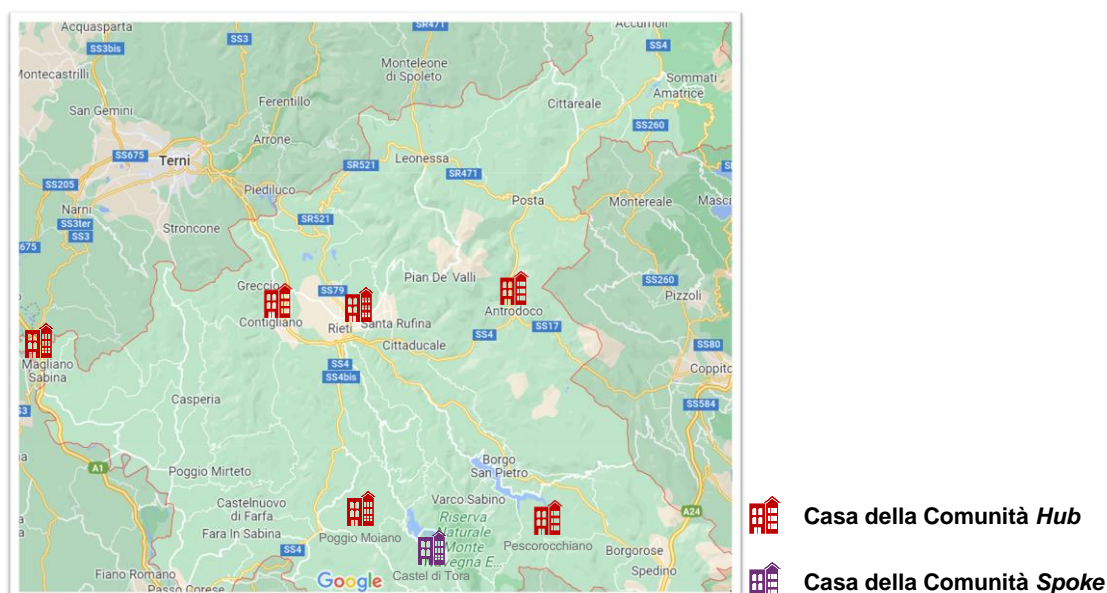 Acquasparta
SR471
Accumoli
SS3
SS3bis
SS4
Monteleone
di Spoleto
Montecastrilli
Sommati
Amatrice
Ferentillo
Cittareale
San Gemini
SS260
Arrone
SS675
Terni
Leonessa
SR521
SR471
SS205
Piediluco
Posta
Montereale
Narni
SS3ter
SS3
SR521
Stroncone
675
Pian De' Valli
SS260
Greccio
SS79
Pizzoli
Antrodoco
Contigliano
Rieti
Santa Rufina
SS17
SS4
Cittaducale
SS80
Magliano
Sabina
SS4
SS4bis
Coppito
Casperia
SS584
Borgo
San Pietro
A1
Poggio Mirteto
Castelnuovo
di Farfa
Varco Sabino
A24
Riserva
Naturale
Monte
Fara In Sabina
Poggio Moiano
Pescorocchiano
SS4
Borgorose
Fiano Romano
Google
Castel di Tora
Spedino
Passo Corese
Casa della Comunità Hub
Casa della Comunità Spoke